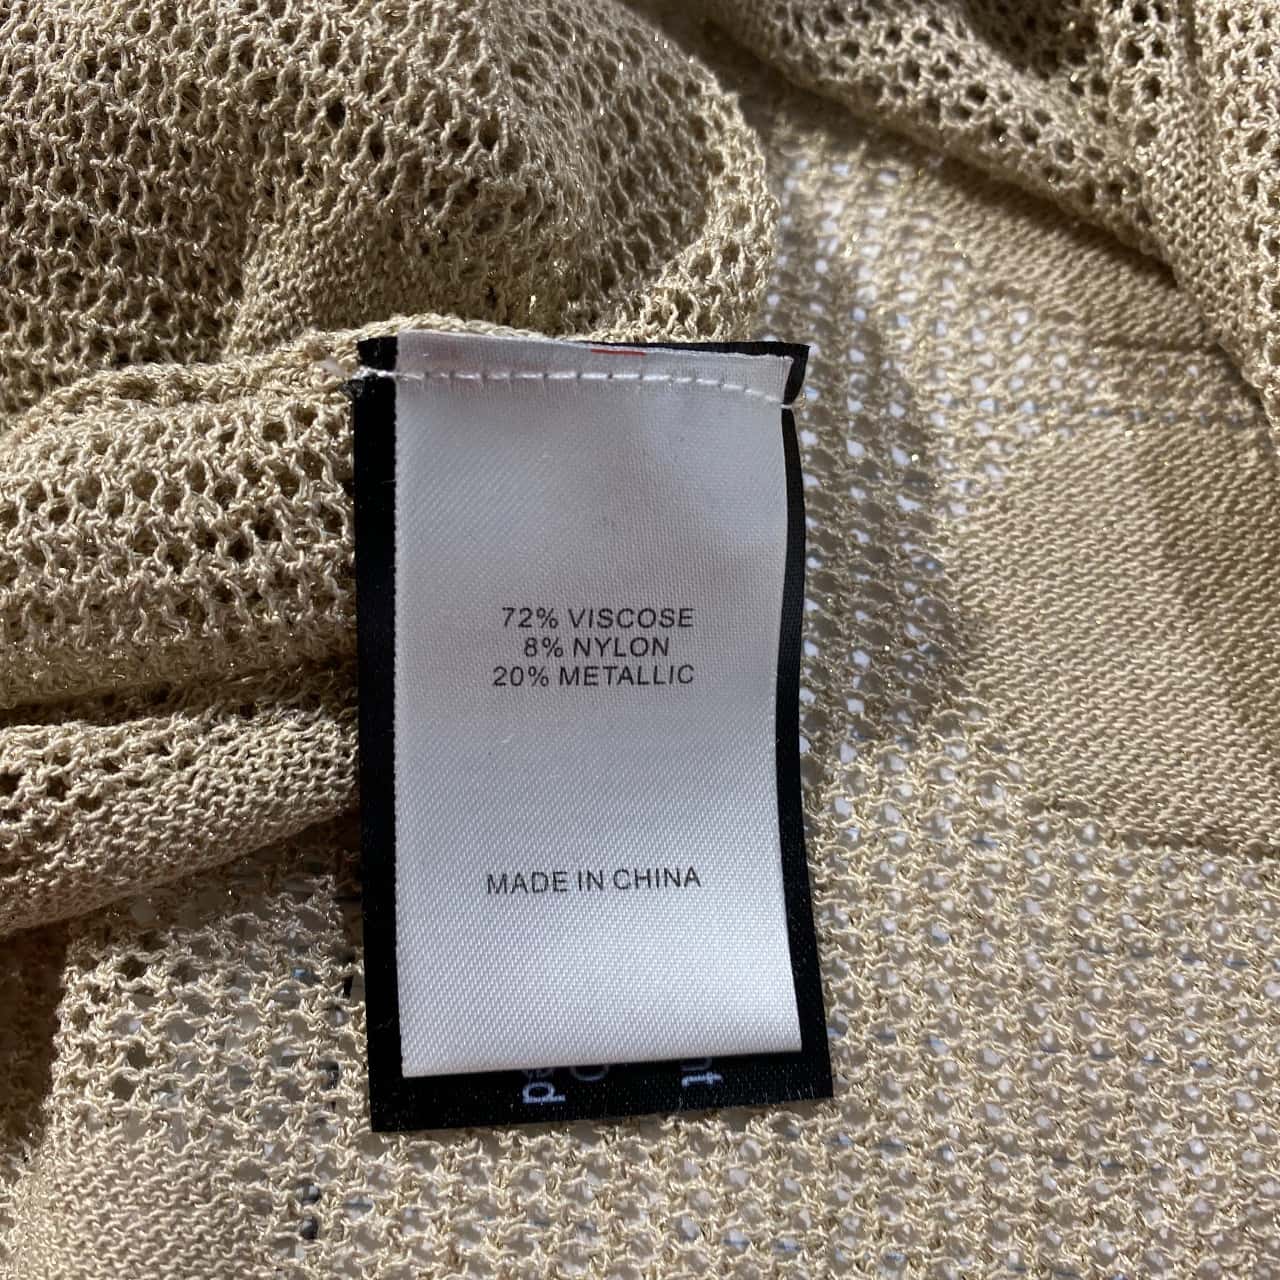 72% VISCOSE
8% NYLON
20% METALLIC
MADE IN CHINA